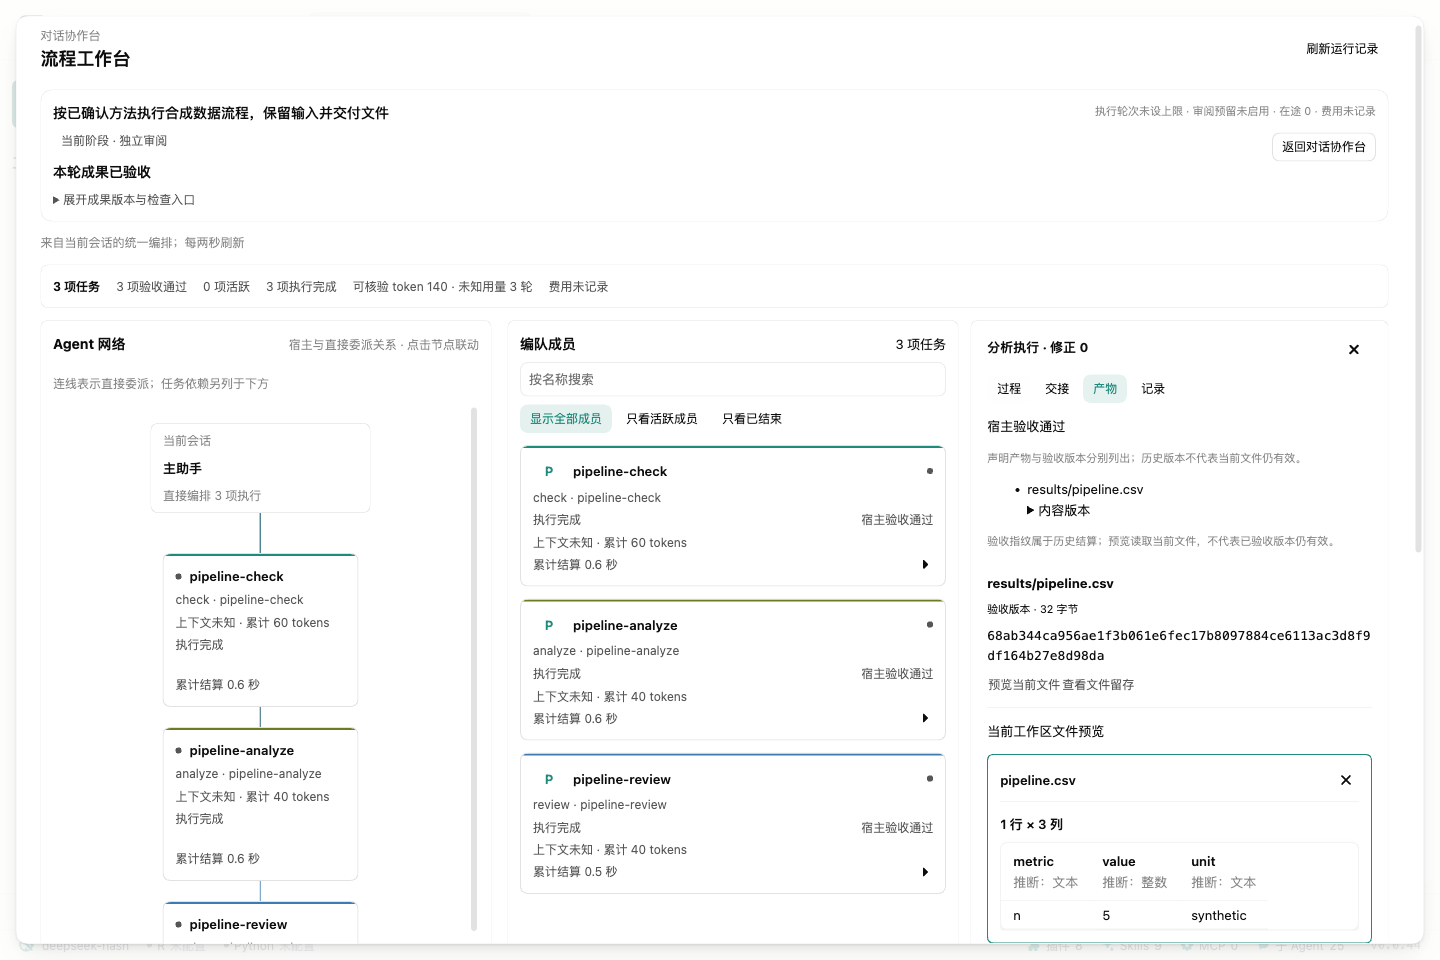 对话协作台
流程工作台
刷新运行记录
按已确认方法执行合成数据流程，保留输入并交付文件
执行轮次未设上限 · 审阅预留未启用 · 在途 0 · 费用未记录
当前阶段 · 独立审阅
返回对话协作台
本轮成果已验收
▶ 展开成果版本与检查入口
来自当前会话的统一编排；每两秒刷新
3 项任务 3 项验收通过 0 项活跃 3 项执行完成 可核验 token 140 · 未知用量 3 轮 费用未记录
Agent 网络
宿主与直接委派关系 · 点击节点联动
连线表示直接委派；任务依赖另列于下方
当前会话
主助手
直接编排 3 项执行
pipeline-check
check · pipeline-check
上下文未知 · 累计 60 tokens
执行完成
累计结算 0.6 秒
pipeline-analyze
analyze · pipeline-analyze
上下文未知 · 累计 40 tokens
执行完成
累计结算 0.6 秒
pipeline-review
编队成员
3 项任务
按名称搜索
显示全部成员 只看活跃成员 只看已结束
P pipeline-check
check · pipeline-check
执行完成 宿主验收通过
上下文未知 · 累计 60 tokens
累计结算 0.6 秒
P pipeline-analyze
analyze · pipeline-analyze
执行完成 宿主验收通过
上下文未知 · 累计 40 tokens
累计结算 0.6 秒
P pipeline-review
review · pipeline-review
执行完成 宿主验收通过
上下文未知 · 累计 40 tokens
累计结算 0.5 秒
分析执行 · 修正 0
过程 交接 产物 记录
宿主验收通过
声明产物与验收版本分别列出；历史版本不代表当前文件仍有效。
• results/pipeline.csv
▶ 内容版本
验收指纹属于历史结算；预览读取当前文件，不代表已验收版本仍有效。
results/pipeline.csv
验收版本 · 32 字节
68ab344ca956ae1f3b061e6fec17b8097884ce6113ac3d8f9
df164b27e8d98da
预览当前文件 查看文件留存
当前工作区文件预览
pipeline.csv
1 行 × 3 列
metric value unit
推断：文本 推断：整数 推断：文本
n 5 synthetic